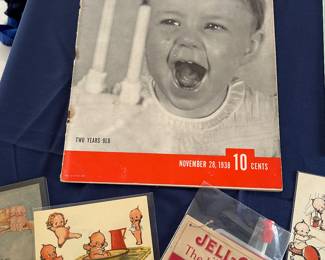 TWO YEARS OLD
NOVEMBER 28, 1938 10 CENTS
JELL-O
The